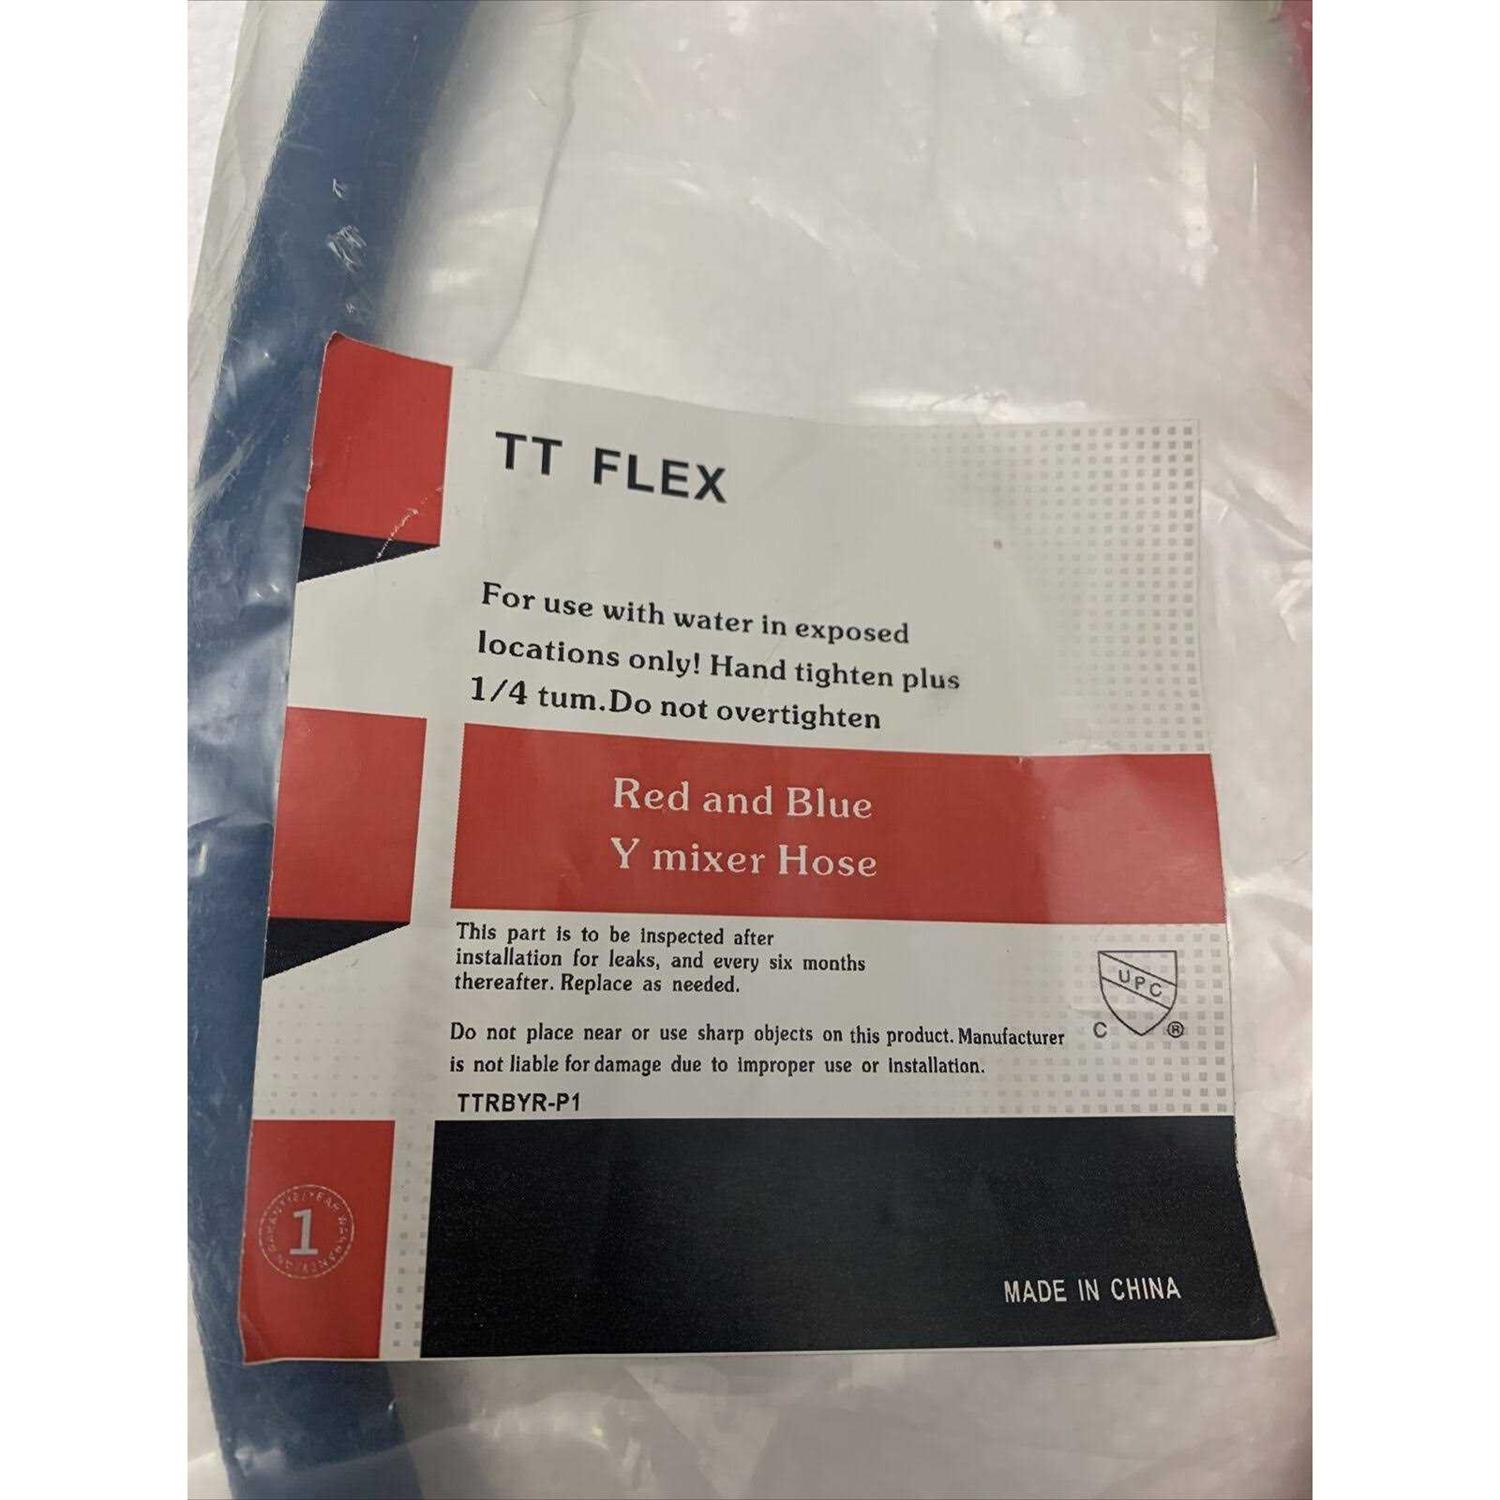 TT FLEX
For use with water in exposed
locations only! Hand tighten plus
1/4 tum.Do not overtighten
Red and Blue
Y mixer Hose
This part is to be inspected after
installation for leaks, and every six months
thereafter. Replace as needed.
Do not place near or use sharp objects on this product. Manufacturer
is not liable for damage due to improper use or installation.
TTRBYR-P1
UPC
C ®
1
MADE IN CHINA